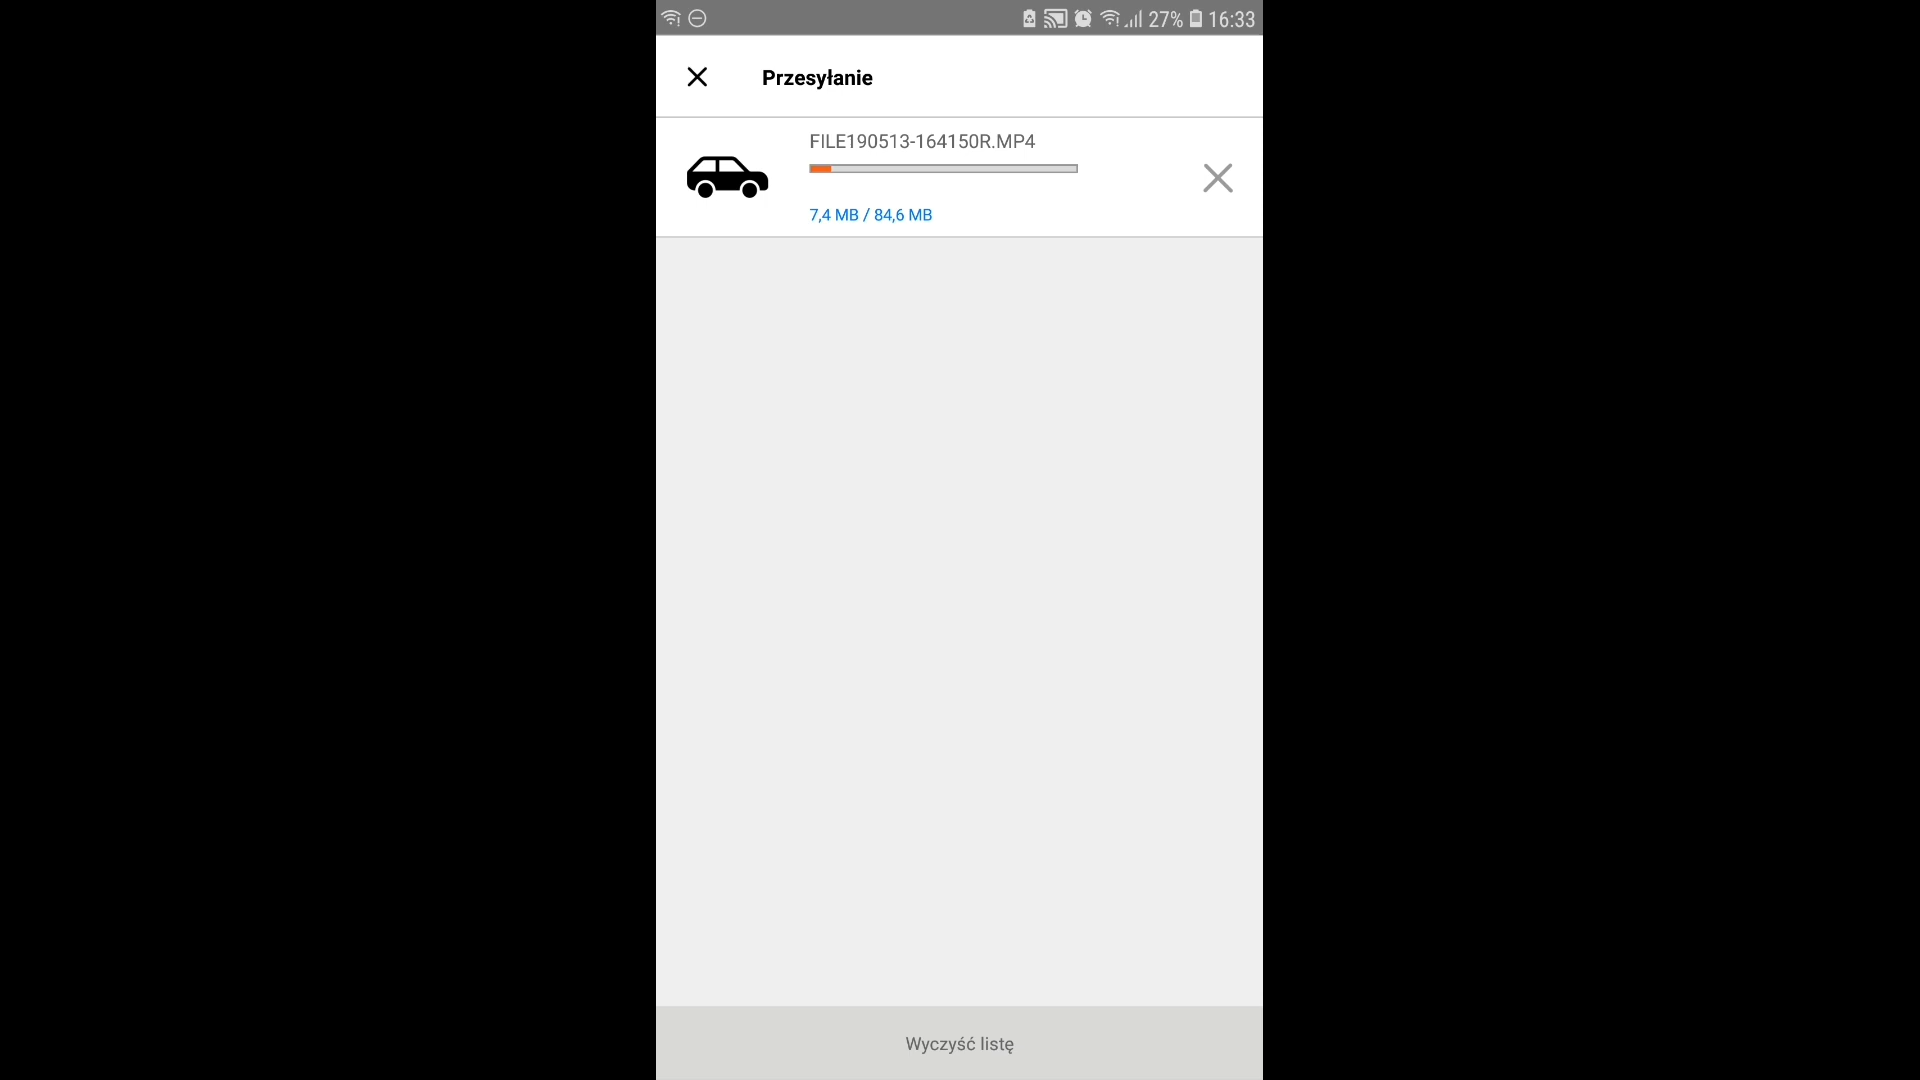 27% 16:33
Przesyłanie
FILE190513-164150R.MP4
7,4 MB / 84,6 MB
Wyczyść listę